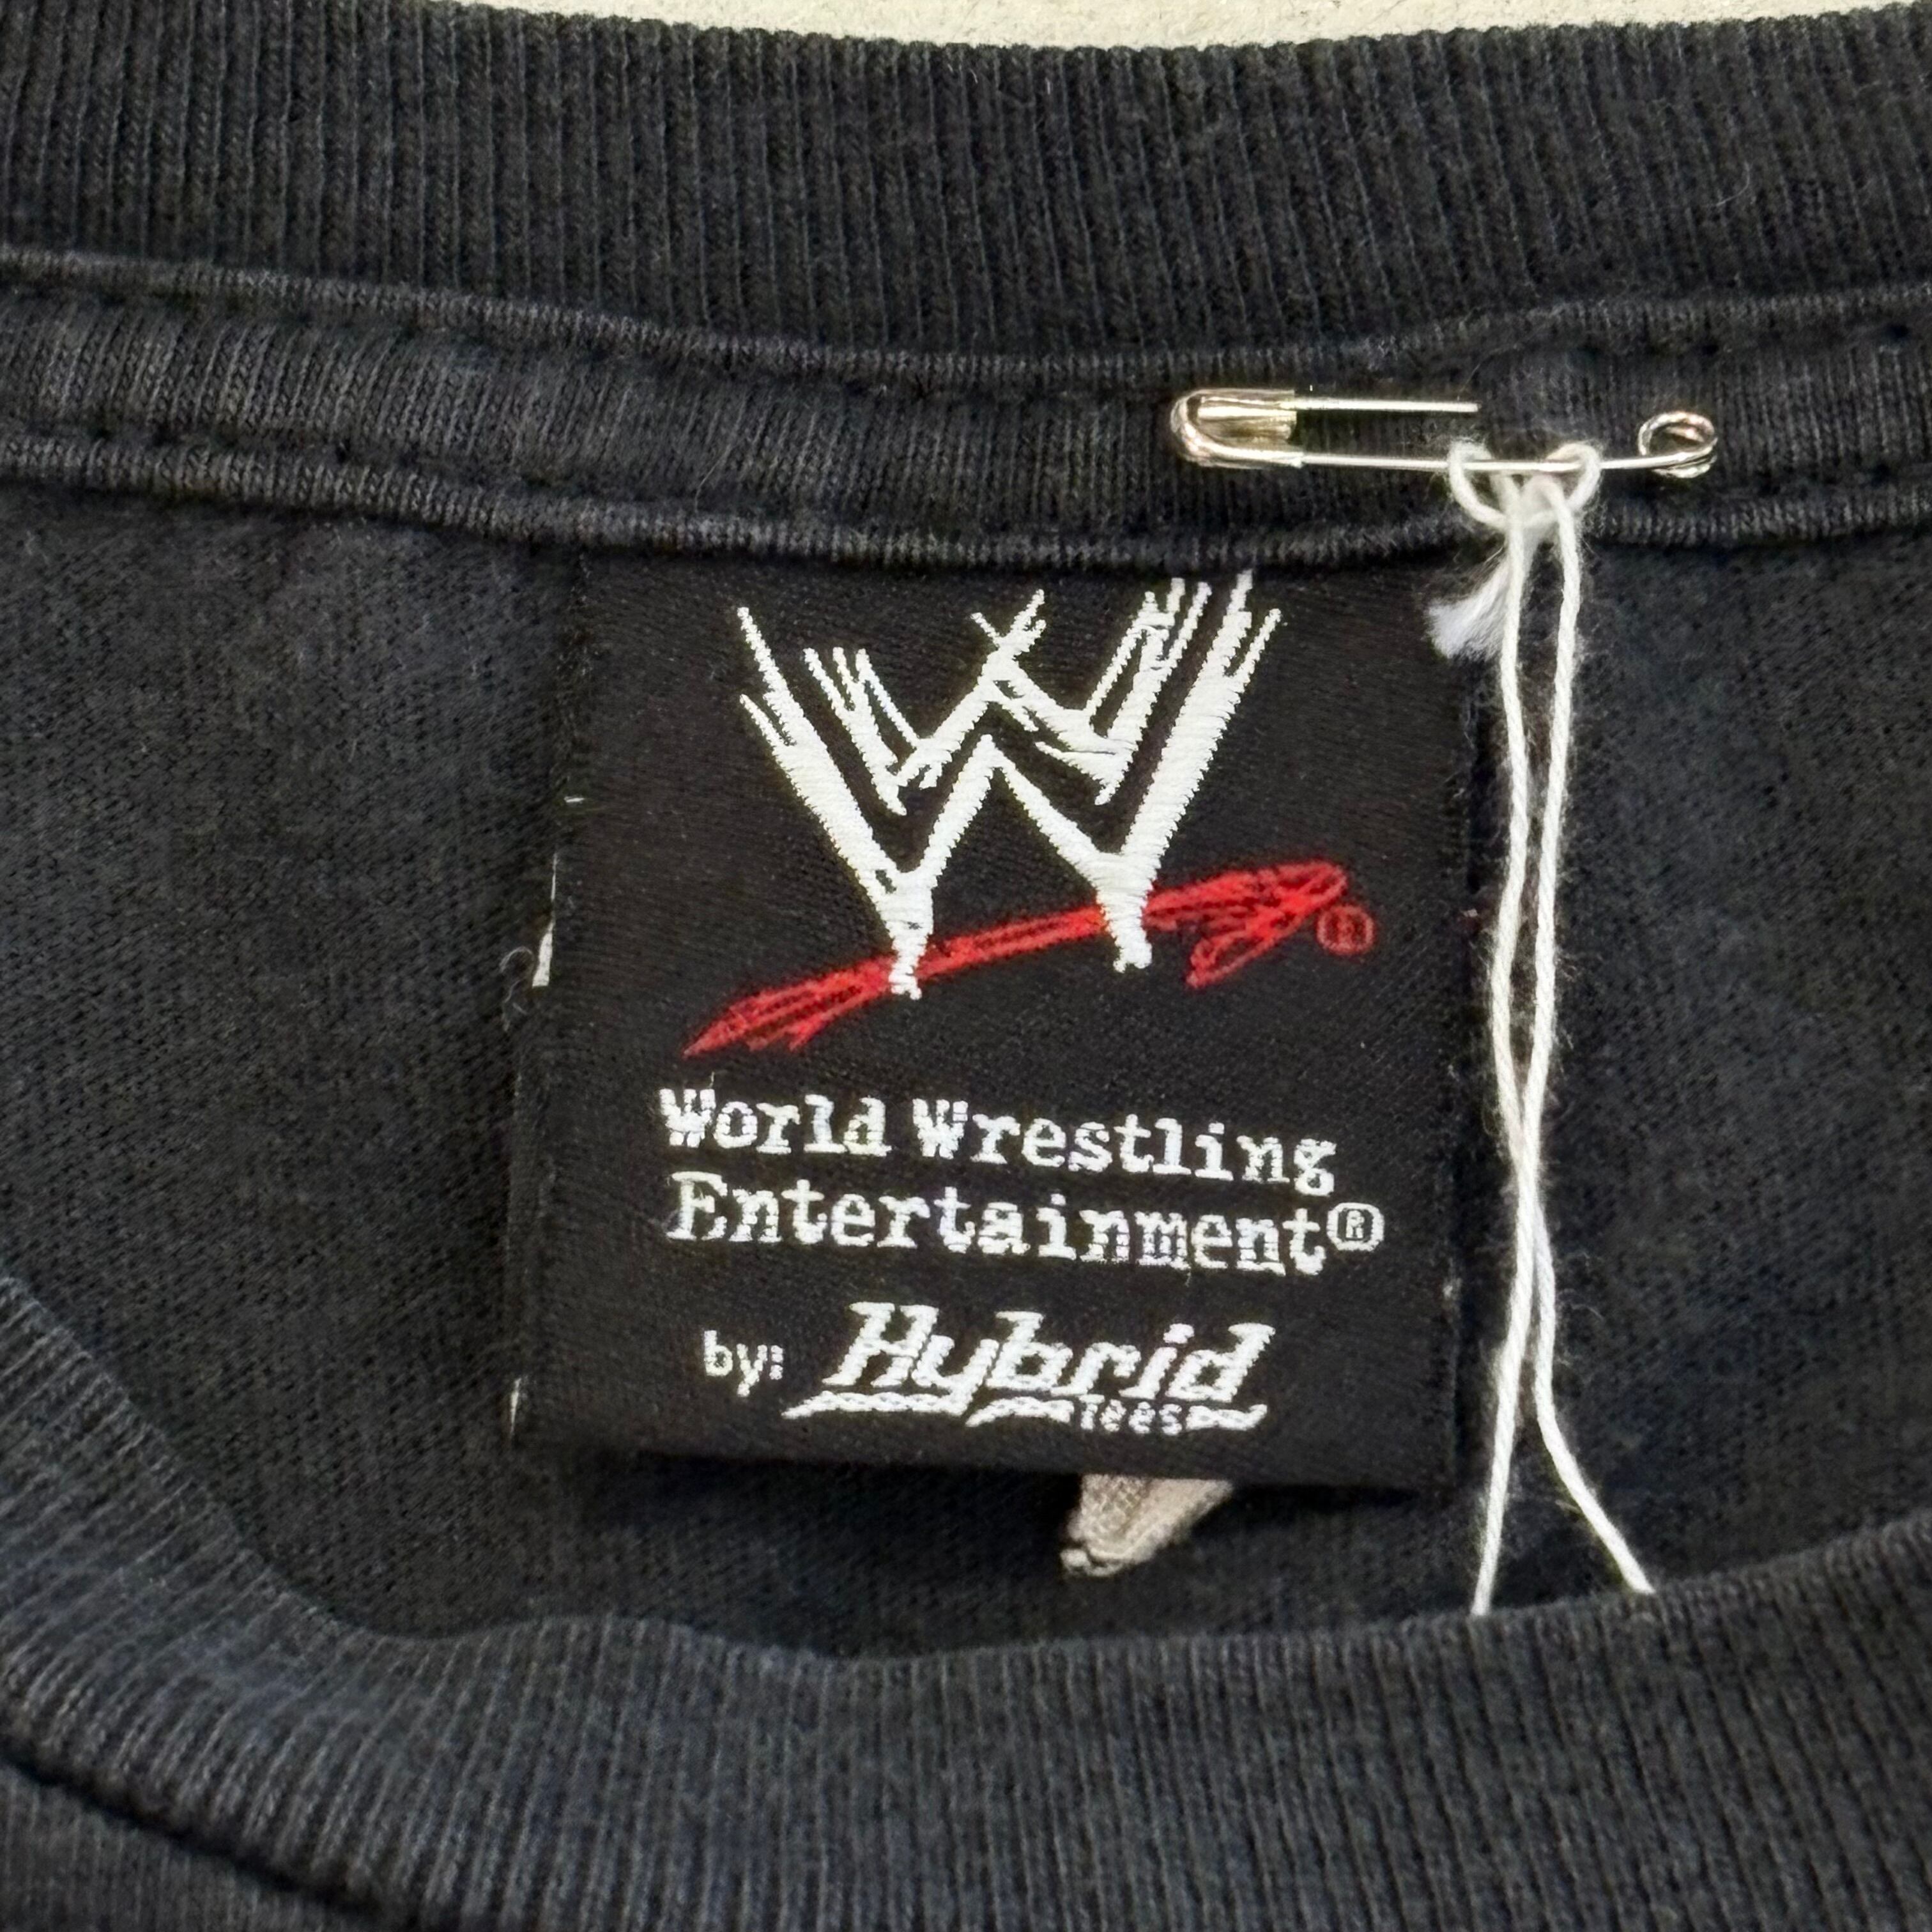 W®
World Wrestling
Entertainment®
by: Hybrid
Tees